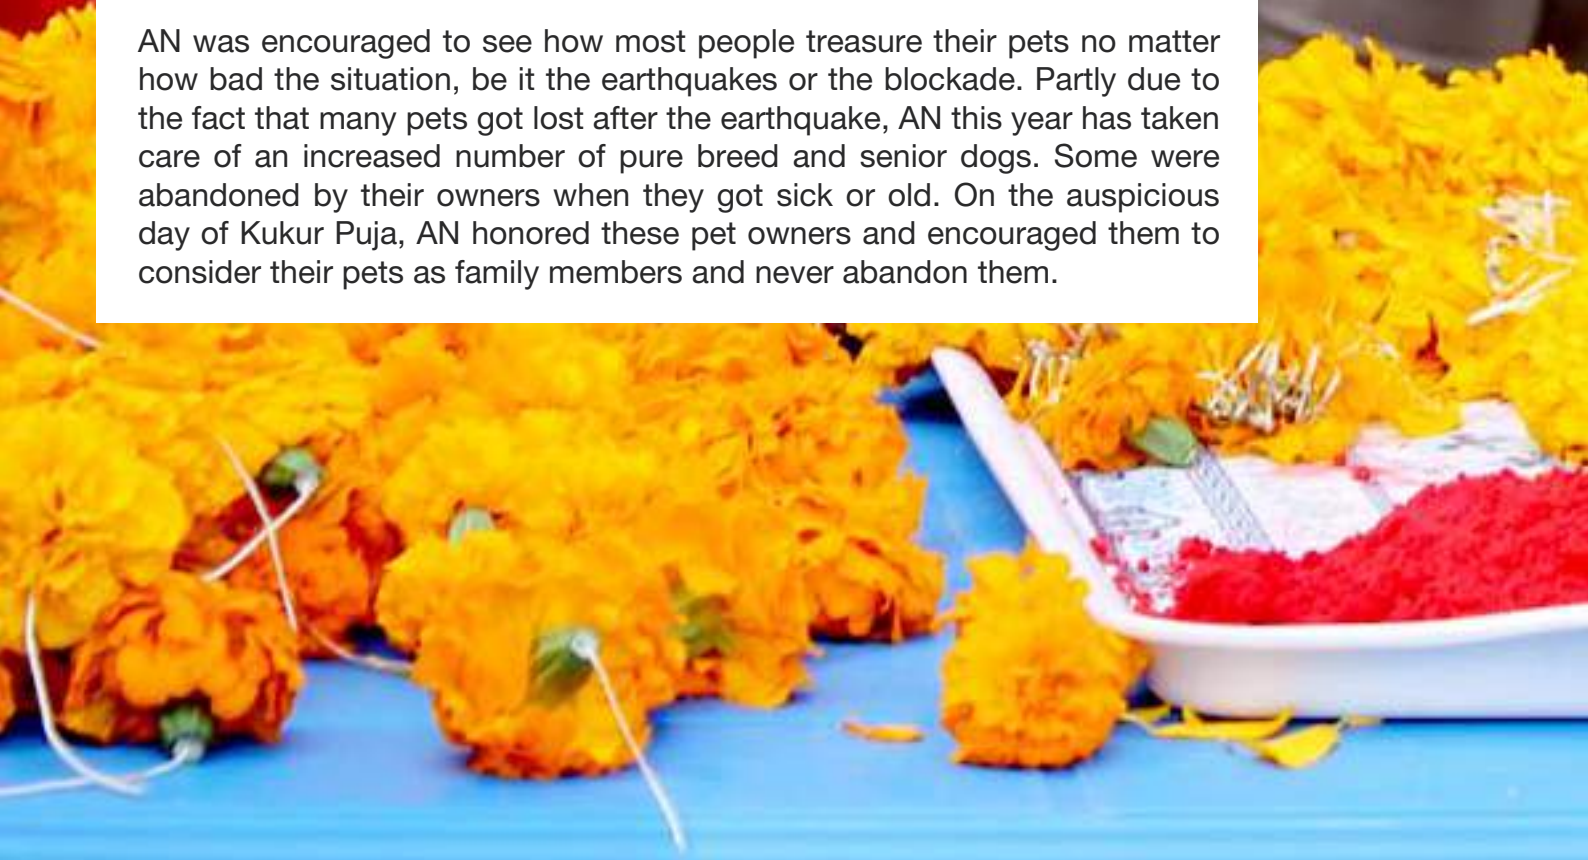 AN was encouraged to see how most people treasure their pets no matter
how bad the situation, be it the earthquakes or the blockade. Partly due to
the fact that many pets got lost after the earthquake, AN this year has taken
care of an increased number of pure breed and senior dogs. Some were
abandoned by their owners when they got sick or old. On the auspicious
day of Kukur Puja, AN honored these pet owners and encouraged them to
consider their pets as family members and never abandon them.